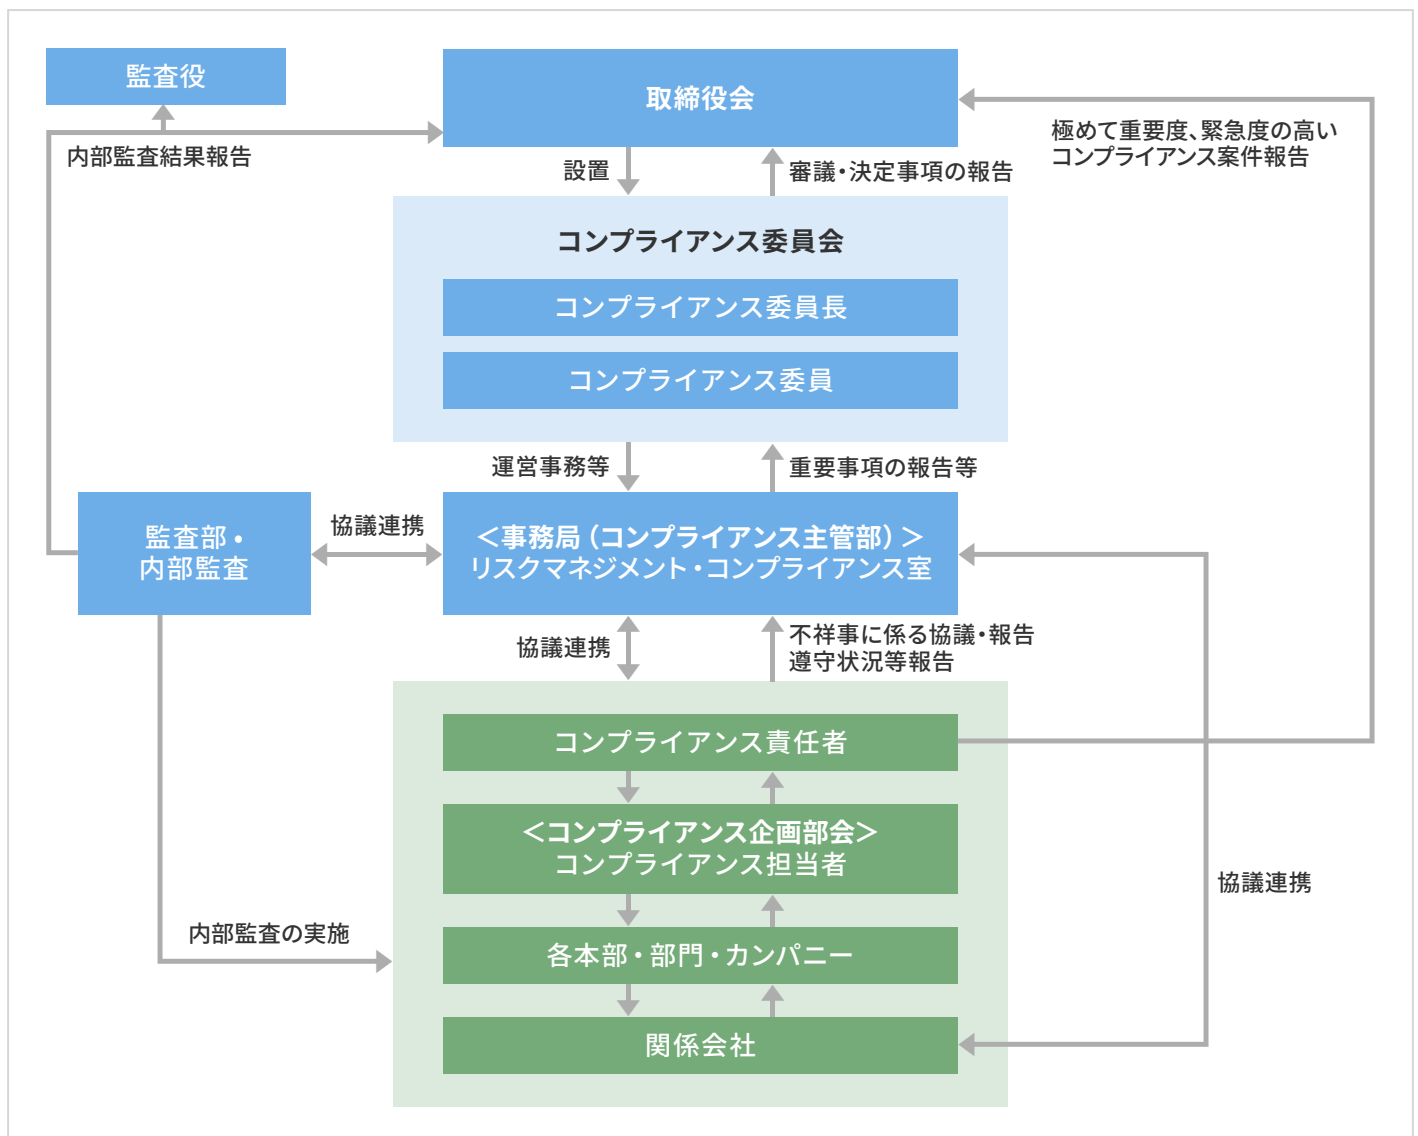 監査役
取締役会
極めて重要度、緊急度の高い
コンプライアンス案件報告
内部監査結果報告
設置
審議・決定事項の報告
コンプライアンス委員会
コンプライアンス委員長
コンプライアンス委員
運営事務等
重要事項の報告等
監査部・
内部監査
協議連携
＜事務局（コンプライアンス主管部）＞
リスクマネジメント・コンプライアンス室
協議連携
不祥事に係る協議・報告
遵守状況等報告
コンプライアンス責任者
＜コンプライアンス企画部会＞
コンプライアンス担当者
協議連携
内部監査の実施
各本部・部門・カンパニー
関係会社